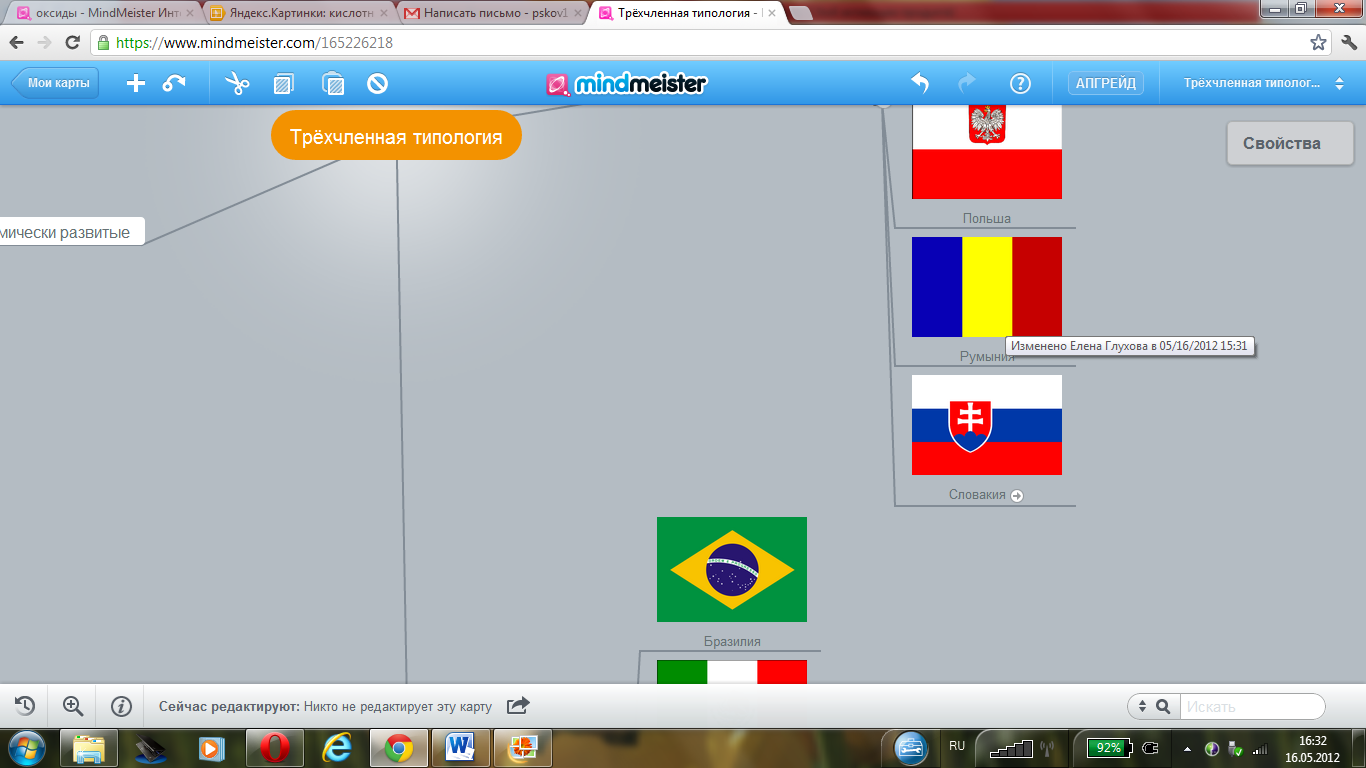 оксиды - MindMeister Инте
Яндекс.Картинки: кислотн
Написать письмо - pskov1
Трёхчленная типология -
https://www.mindmeister.com/165226218
Мои карты
mindmeister
АПГРЕЙД
Трёхчленная типолог...
Трёхчленная типология
Свойства
мически развитые
Польша
Изменено Елена Глухова в 05/16/2012 15:31
Румыния
Словакия
Бразилия
Сейчас редактируют: Никто не редактирует эту карту
Искать
RU
92%
16:32
16.05.2012